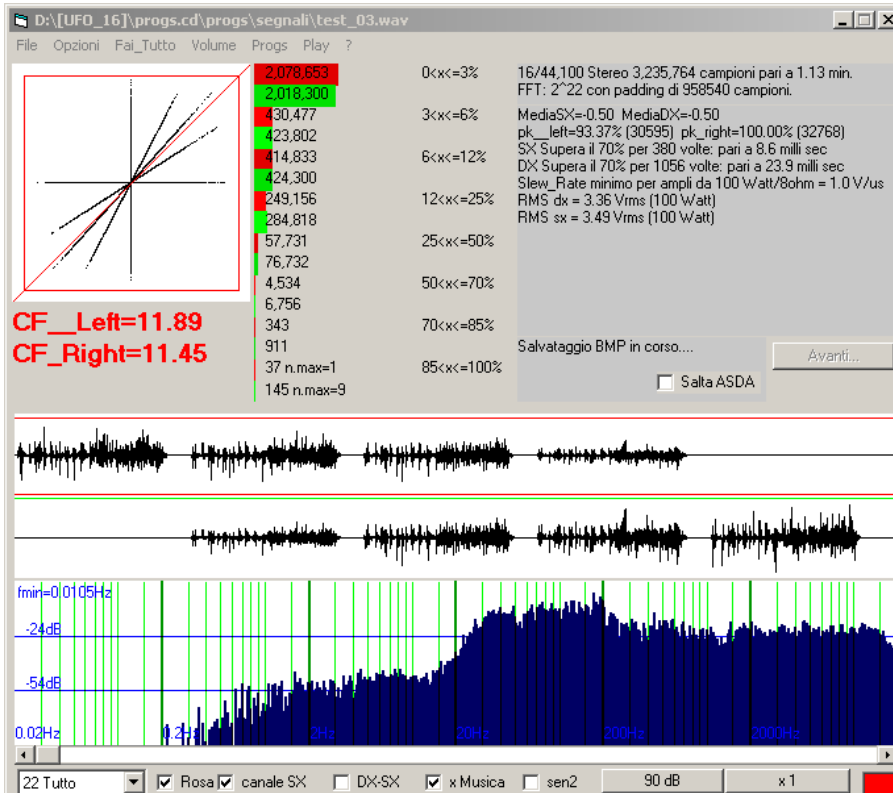 D:\[UFO_16]\progs.cd\progs\segnali\test_03.wav
File Opzioni Fai_Tutto Volume Progs Play ?
2,078,653 0<x<=3%
2,018,300
430,477 3<x<=6%
423,802
414,833 6<x<=12%
424,300
249,156 12<x<=25%
284,818
57,731 25<x<=50%
76,732
4,534 50<x<=70%
6,756
343 70<x<=85%
911
37 n.max=1 85<x<=100%
145 n.max=9
CF__Left=11.89
CF_Right=11.45
16/44,100 Stereo 3,235,764 campioni pari a 1.13 min.
FFT: 2^22 con padding di 958540 campioni.
MediaSX=-0.50 MediaDX=-0.50
pk__left=93.37% (30595) pk_right=100.00% (32768)
SX Supera il 70% per 380 volte: pari a 8.6 milli sec
DX Supera il 70% per 1056 volte: pari a 23.9 milli sec
Slew_Rate minimo per ampli da 100 Watt/8ohm = 1.0 V/us
RMS dx = 3.36 Vrms (100 Watt)
RMS sx = 3.49 Vrms (100 Watt)
Salvataggio BMP in corso....
Salta ASDA
Avanti...
fmin=0.0105Hz
-24dB
-54dB
0.02Hz 0.2Hz 2Hz 20Hz 200Hz 2000Hz
22 Tutto Rosa canale SX DX-SX x Musica sen2 90 dB x 1